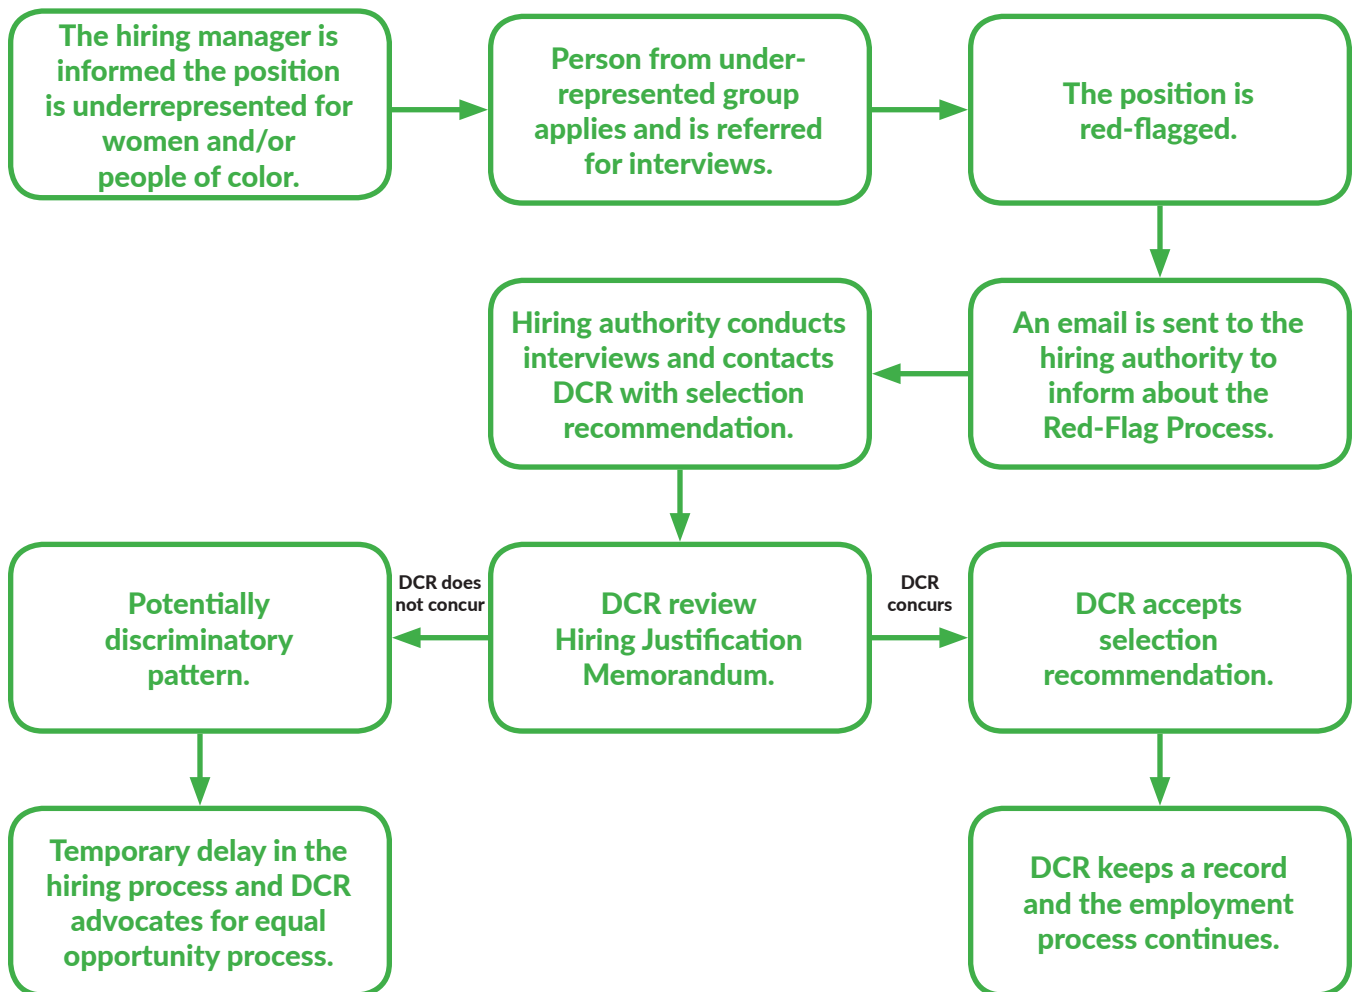 The hiring manager is
informed the position
is underrepresented for
women and/or
people of color.
Person from under-
represented group
applies and is referred
for interviews.
The position is
red-flagged.
An email is sent to the
hiring authority to
inform about the
Red-Flag Process.
Hiring authority conducts
interviews and contacts
DCR with selection
recommendation.
DCR review
Hiring Justification
Memorandum.
DCR does
not concur
Potentially
discriminatory
pattern.
Temporary delay in the
hiring process and DCR
advocates for equal
opportunity process.
DCR
concurs
DCR accepts
selection
recommendation.
DCR keeps a record
and the employment
process continues.